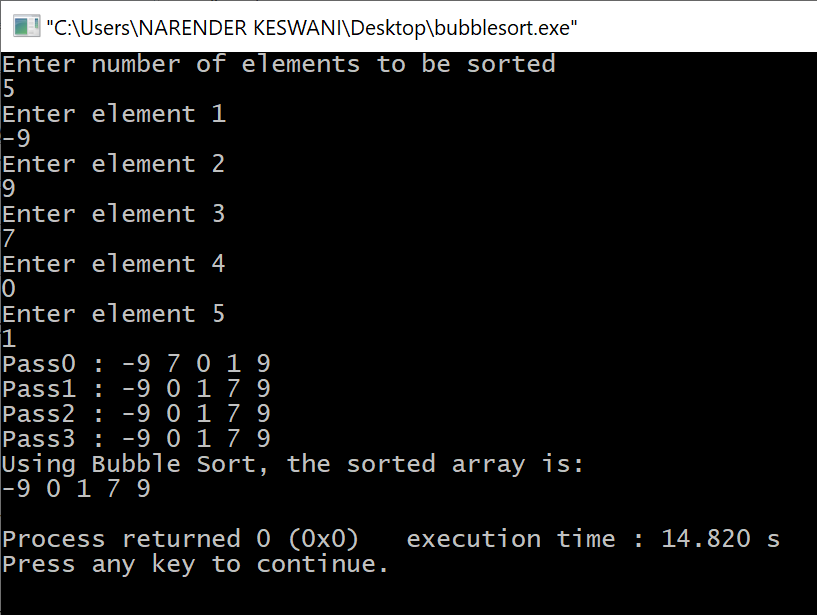 "C:\Users\NARENDER KESWANI\Desktop\bubblesort.exe"
Enter number of elements to be sorted
5
Enter element 1
-9
Enter element 2
9
Enter element 3
7
Enter element 4
0
Enter element 5
1
Pass0 : -9 7 0 1 9
Pass1 : -9 0 1 7 9
Pass2 : -9 0 1 7 9
Pass3 : -9 0 1 7 9
Using Bubble Sort, the sorted array is:
-9 0 1 7 9
Process returned 0 (0x0)   execution time : 14.820 s
Press any key to continue.